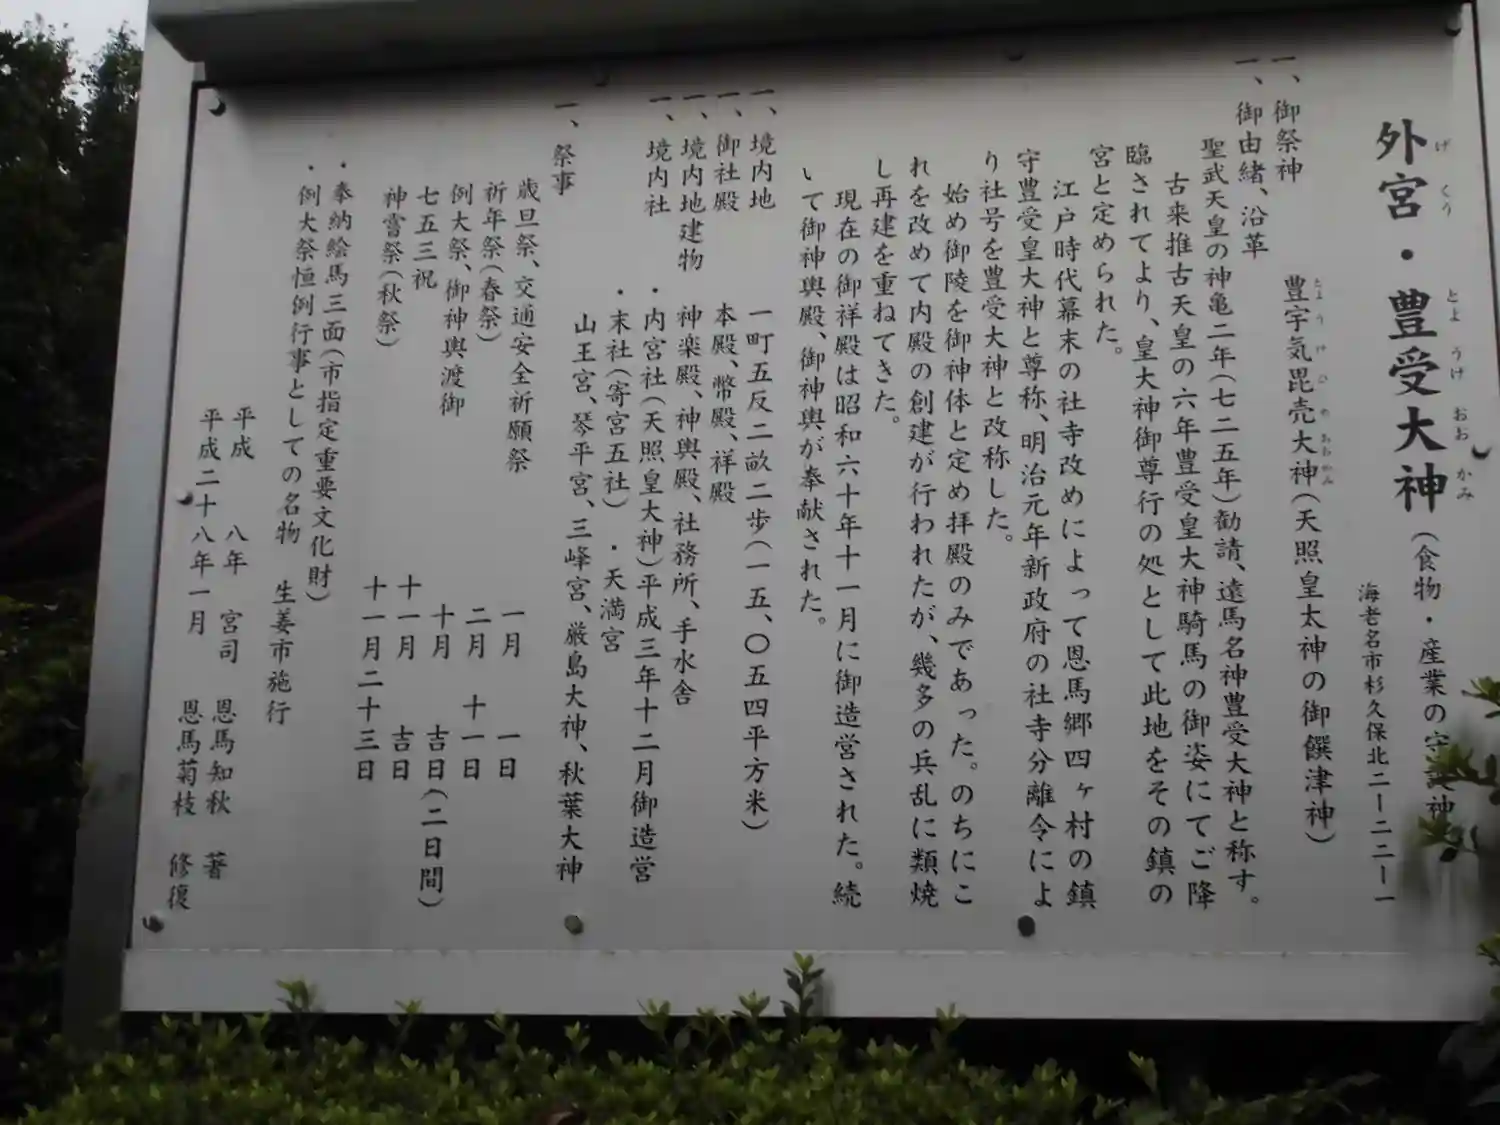 外宮・豊受大神(食物・産業の守護神
げくう とようけおおかみ
海老名市杉久保北二ー二二ー一
一、御祭神 豊宇気毘売大神(天照皇太神の御饌津神)
とようけひめおおかみ
一、御由緒、沿革
聖武天皇の神亀二年(七二五年)勧請、遠馬名神豊受大神と称す。
古来推古天皇の六年豊受皇大神騎馬の御姿にてご降
臨されてより、皇大神御尊行の処として此地をその鎮の
宮と定められた。
江戸時代幕末の社寺改めによって恩馬郷四ヶ村の鎮
守豊受皇大神と尊称、明治元年新政府の社寺分離令によ
り社号を豊受大神と改称した。
始め御陵を御神体と定め拝殿のみであった。のちにこ
れを改めて内殿の創建が行われたが、幾多の兵乱に類焼
し再建を重ねてきた。
現在の御祥殿は昭和六十年十一月に御造営された。続
いて御神輿殿、御神輿が奉献された。
一、境内地 一町五反二畝二歩(一五、〇五四平方米)
一、御社殿 本殿、幣殿、祥殿
一、境内地建物 神楽殿、神輿殿、社務所、手水舎
一、境内社 ・内宮社(天照皇大神)平成三年十二月御造営
・末社(寄宮五社) ・天満宮
山王宮、琴平宮、三峰宮、厳島大神、秋葉大神
一、祭事
歳旦祭、交通安全祈願祭 一月 一日
祈年祭(春祭) 二月 十一日
例大祭、御神輿渡御 十月 吉日(二日間)
七五三祝 十一月 吉日
神嘗祭(秋祭) 十一月二十三日
・奉納絵馬三面(市指定重要文化財)
・例大祭恒例行事としての名物 生姜市施行
平成 八年 宮司 恩馬知秋 著
平成二十八年一月 恩馬菊枝 修復